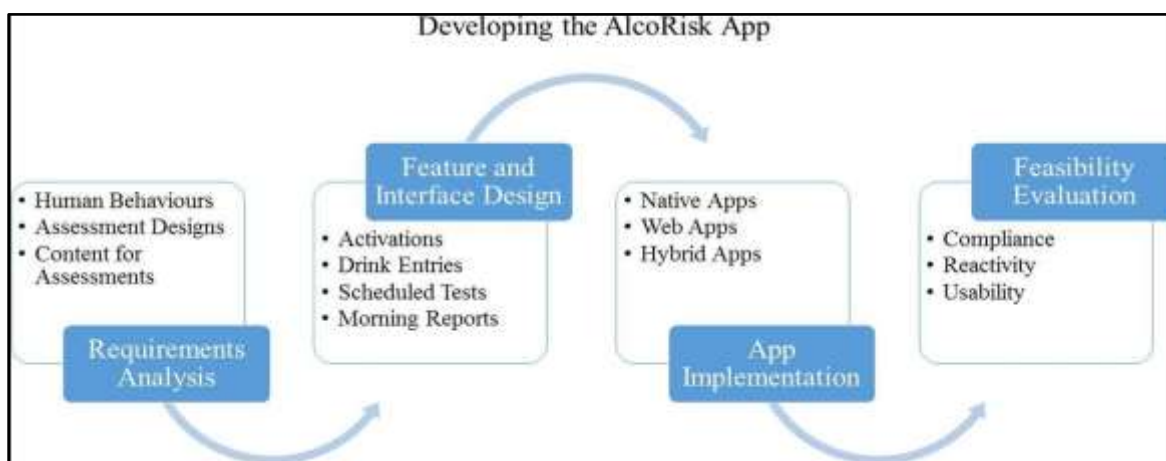 Developing the AlcoRisk App
• Human Behaviours
• Assessment Designs
• Content for
Assessments
Requirements
Analysis
Feature and
Interface Design
• Activations
• Drink Entries
• Scheduled Tests
• Morning Reports
• Native Apps
• Web Apps
• Hybrid Apps
App
Implementation
Feasibility
Evaluation
• Compliance
• Reactivity
• Usability